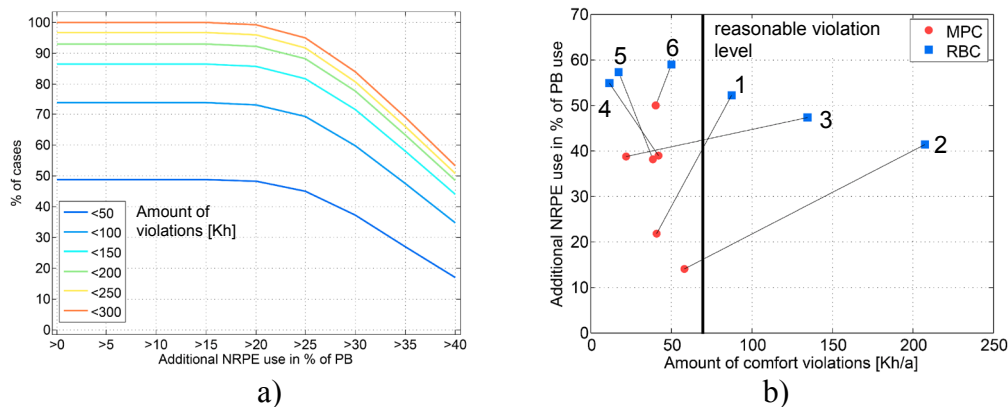 100
90
80
70
60
50
40
30
20
10
0
% of cases
Amount of
violations [Kh]
<50
<100
<150
<200
<250
<300
>0 >5 >10 >15 >20 >25 >30 >35 >40
Additional NRPE use in % of PB
a)
70
60
50
40
30
20
10
0
Additional NRPE use in % of PB use
reasonable violation
level
MPC
RBC
5
6
4
1
3
2
0 50 100 150 200 250
Amount of comfort violations [Kh/a]
b)